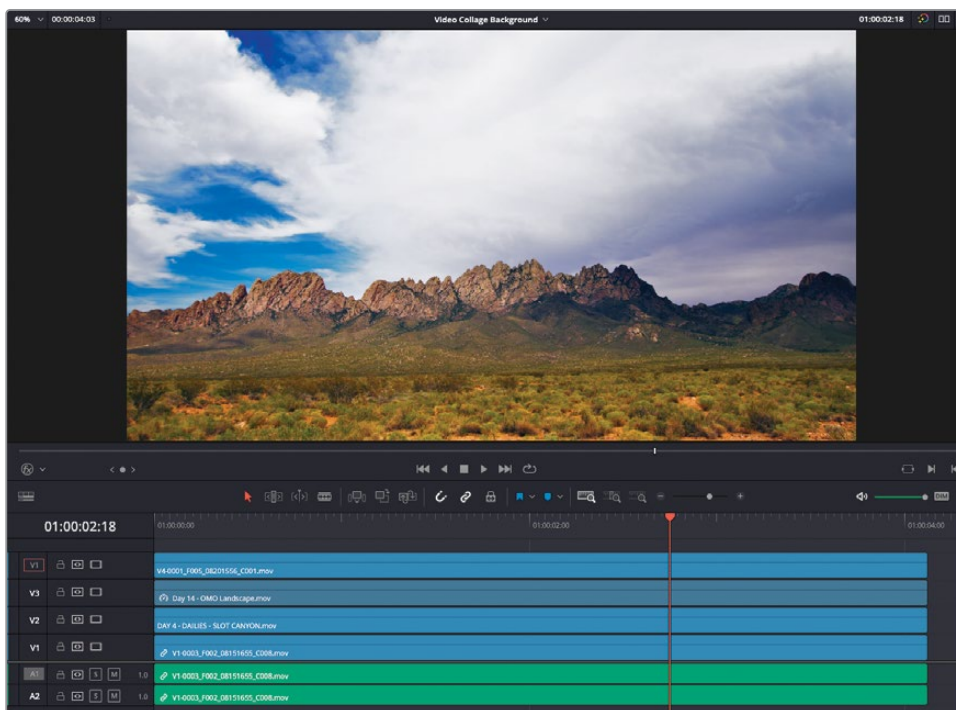 60% 00:00:04:03 Video Collage Background 01:00:02:18
DIM
01:00:02:18 01:00:00:00 01:00:02:00 01:00:04:00
V1 V4-0001_F005_08201556_C001.mov
V3 Day 14 - OMO Landscape.mov
V2 DAY 4 - DAILIES - SLOT CANYON.mov
V1 V1-0003_F002_08151655_C008.mov
A1 S M 1.0 V1-0003_F002_08151655_C008.mov
A2 S M 1.0 V1-0003_F002_08151655_C008.mov